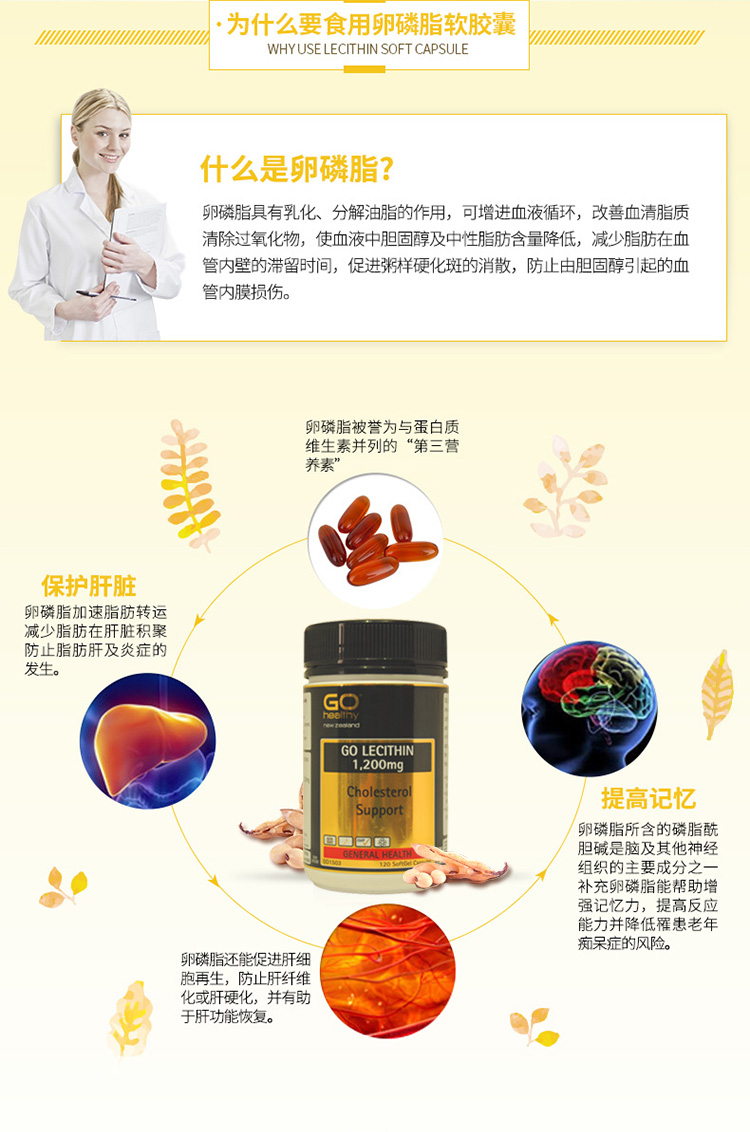 ·为什么要食用卵磷脂软胶囊
WHY USE LECITHIN SOFT CAPSULE
什么是卵磷脂?
卵磷脂具有乳化、分解油脂的作用，可增进血液循环，改善血清脂质
清除过氧化物，使血液中胆固醇及中性脂肪含量降低，减少脂肪在血
管内壁的滞留时间，促进粥样硬化斑的消散，防止由胆固醇引起的血
管内膜损伤。
卵磷脂被誉为与蛋白质
维生素并列的“第三营
养素”
保护肝脏
卵磷脂加速脂肪转运
减少脂肪在肝脏积聚
防止脂肪肝及炎症的
发生。
GO
healthy
new zealand
GO LECITHIN
1,200mg
Cholesterol
Support
GENERAL HEALTH
120 SoftGel
提高记忆
卵磷脂所含的磷脂酰
胆碱是脑及其他神经
组织的主要成分之一
补充卵磷脂能帮助增
强记忆力，提高反应
能力并降低罹患老年
痴呆症的风险。
卵磷脂还能促进肝细
胞再生，防止肝纤维
化或肝硬化，并有助
于肝功能恢复。